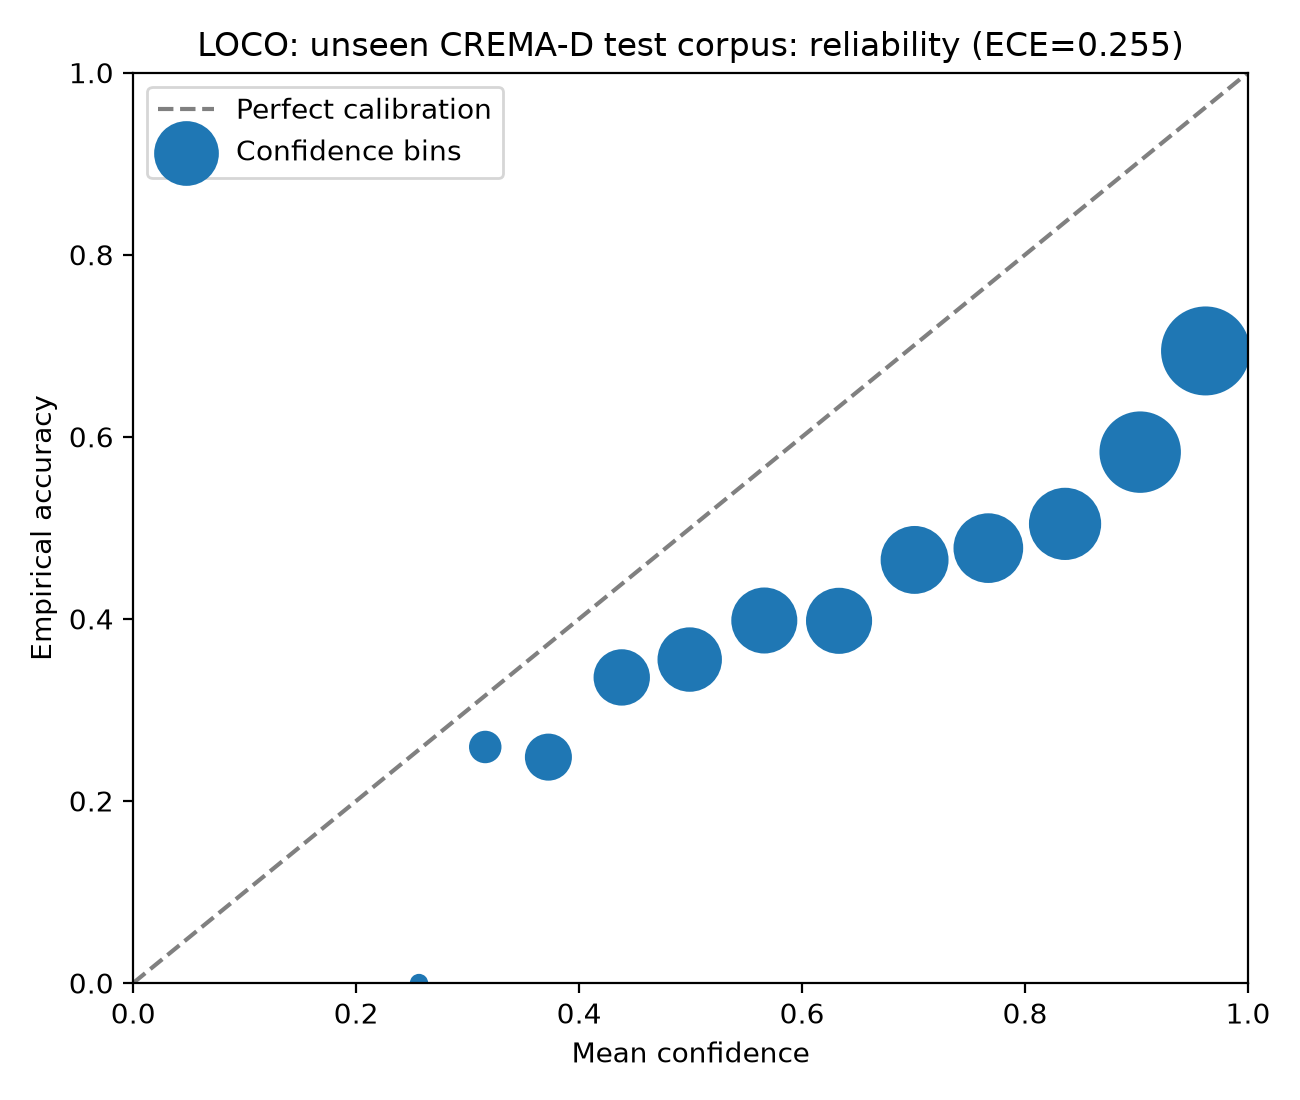 LOCO: unseen CREMA-D test corpus: reliability (ECE=0.255)
Perfect calibration
Confidence bins
1.0
0.8
0.6
0.4
0.2
0.0
Empirical accuracy
0.0 0.2 0.4 0.6 0.8 1.0
Mean confidence